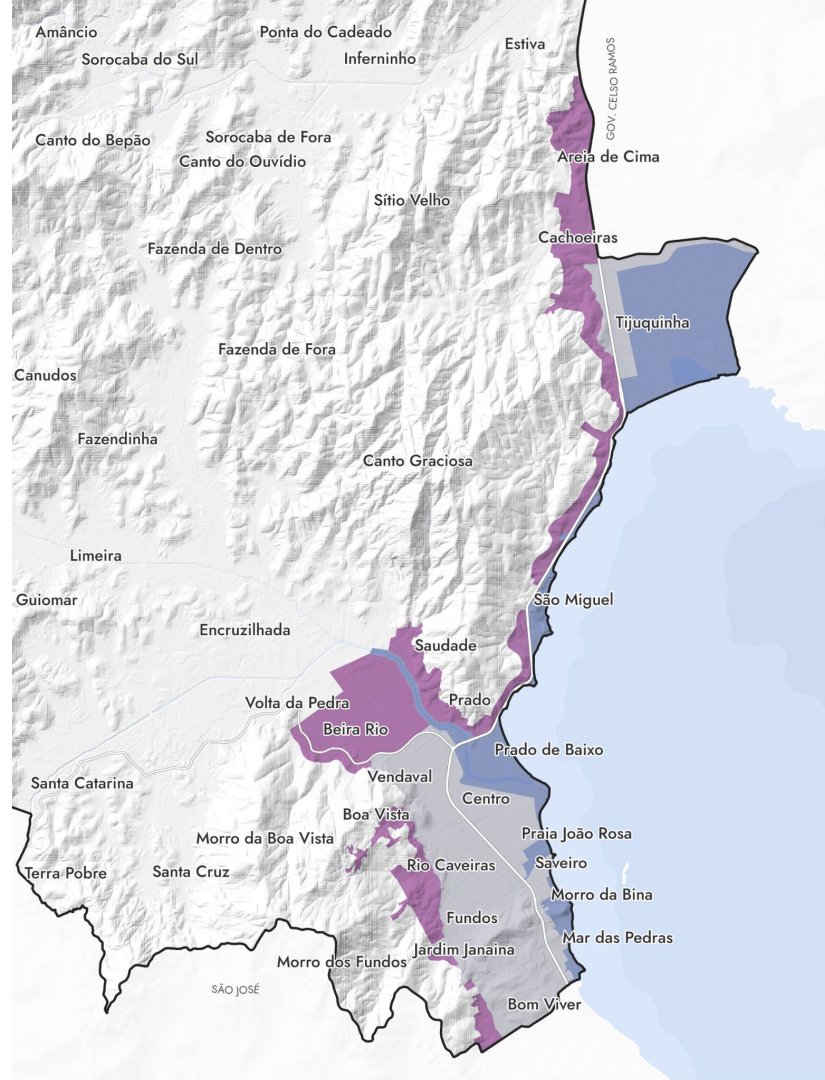 Amâncio
Ponta do Cadeado
Estiva
Sorocaba do Sul
Inferninho
GOV. CELSO RAMOS
Canto do Bepão
Sorocaba de Fora
Canto do Ouvídio
Areia de Cima
Sítio Velho
Cachoeiras
Fazenda de Dentro
Tijuquinha
Fazenda de Fora
Canudos
Fazendinha
Canto Graciosa
Limeira
Guiomar
São Miguel
Encruzilhada
Saudade
Volta da Pedra
Prado
Beira Rio
Prado de Baixo
Vendaval
Santa Catarina
Centro
Boa Vista
Praia João Rosa
Morro da Boa Vista
Saveiro
Rio Caveiras
Terra Pobre
Santa Cruz
Morro da Bina
Fundos
Mar das Pedras
Jardim Janaina
Morro dos Fundos
SÃO JOSÉ
Bom Viver